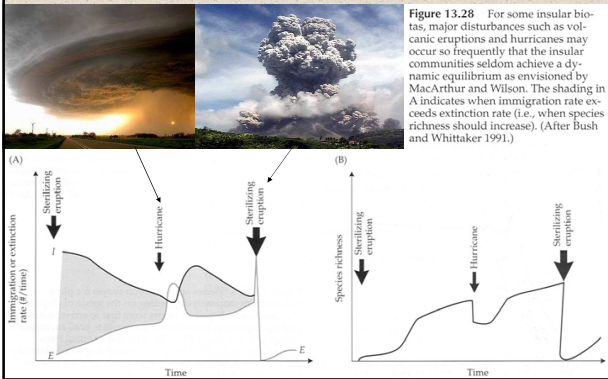 Figure 13.28 For some insular bio-
tas, major disturbances such as vol-
canic eruptions and hurricanes may
occur so frequently that the insular
communities seldom achieve a dy-
namic equilibrium as envisioned by
MacArthur and Wilson. The shading in
A indicates when immigration rate ex-
ceeds extinction rate (i.e., when species
richness should increase). (After Bush
and Whittaker 1991.)
(A)
Immigration or extinction
rate (#/time)
Sterilizing
eruption
Hurricane
Sterilizing
eruption
I
E
E
Time
(B)
Species richness
Sterilizing
eruption
Hurricane
Sterilizing
eruption
Time